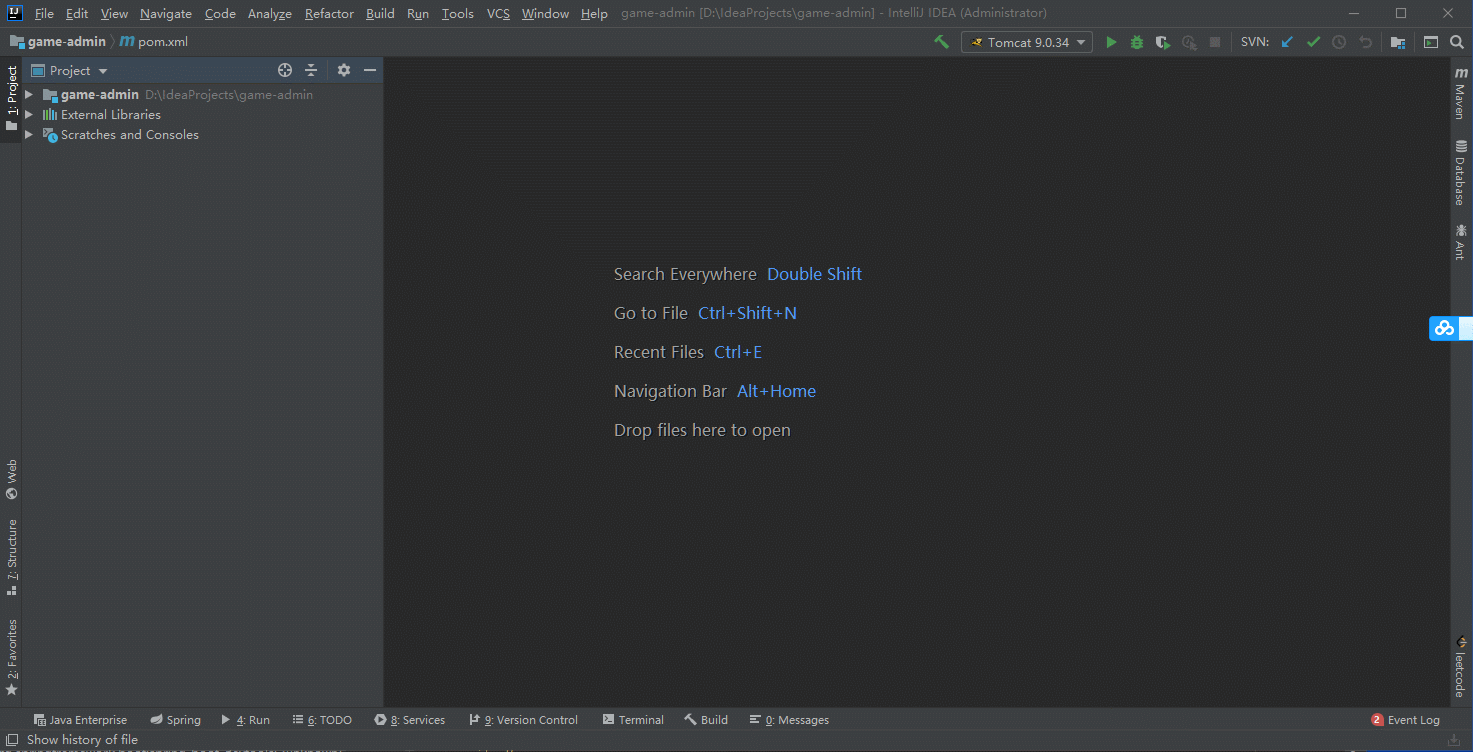 File Edit View Navigate Code Analyze Refactor Build Run Tools VCS Window Help game-admin [D:\IdeaProjects\game-admin] - IntelliJ IDEA (Administrator)
game-admin m pom.xml Tomcat 9.0.34 SVN:
Project
1: Project
game-admin D:\IdeaProjects\game-admin
External Libraries
Scratches and Consoles
m Maven
Database
Ant
Search Everywhere Double Shift
Go to File Ctrl+Shift+N
Recent Files Ctrl+E
Navigation Bar Alt+Home
Drop files here to open
Web
7: Structure
2: Favorites
leetcode
Java Enterprise Spring 4: Run 6: TODO 8: Services 9: Version Control Terminal Build 0: Messages 2 Event Log
Show history of file